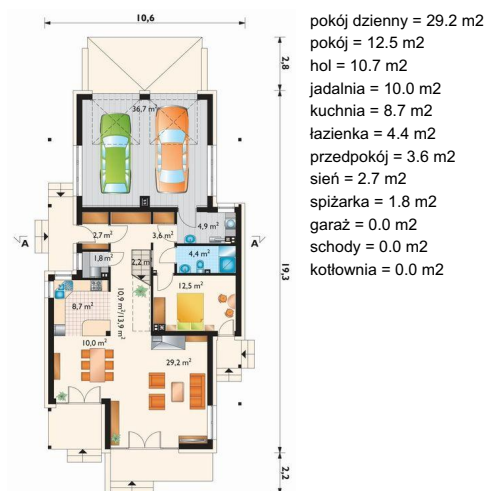 10,6
pokój dzienny = 29.2 m2
pokój = 12.5 m2
hol = 10.7 m2
jadalnia = 10.0 m2
kuchnia = 8.7 m2
łazienka = 4.4 m2
przedpokój = 3.6 m2
sień = 2.7 m2
spiżarka = 1.8 m2
garaż = 0.0 m2
schody = 0.0 m2
kotłownia = 0.0 m2
2,8
36,7 m²
19,3
4,9 m²
2,7 m²
3,6 m²
A
A
4,4 m²
1,8 m²
2,2 m²
12,5 m²
10,9 m²/13,9 m²
8,7 m²
10,0 m²
29,2 m²
2,2